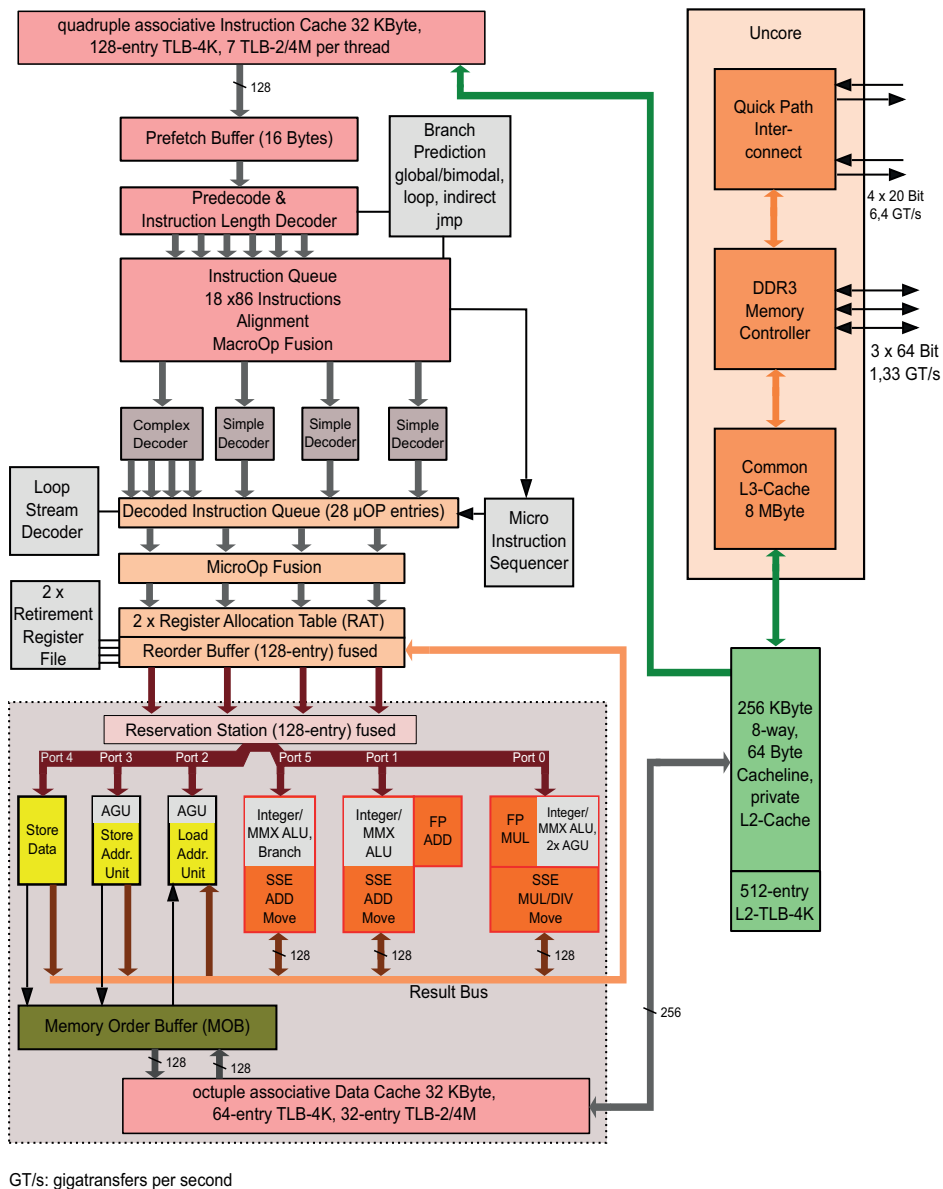 quadruple associative Instruction Cache 32 KByte,
128-entry TLB-4K, 7 TLB-2/4M per thread
128
Prefetch Buffer (16 Bytes)
Branch
Prediction
global/bimodal,
loop, indirect
jmp
Predecode &
Instruction Length Decoder
Instruction Queue
18 x86 Instructions
Alignment
MacroOp Fusion
Complex
Decoder
Simple
Decoder
Simple
Decoder
Simple
Decoder
Loop
Stream
Decoder
Decoded Instruction Queue (28 µOP entries)
Micro
Instruction
Sequencer
MicroOp Fusion
2 x
Retirement
Register
File
2 x Register Allocation Table (RAT)
Reorder Buffer (128-entry) fused
Reservation Station (128-entry) fused
Port 4
Port 3
Port 2
Port 5
Port 1
Port 0
Store
Data
AGU
Store
Addr.
Unit
AGU
Load
Addr.
Unit
Integer/
MMX ALU,
Branch
SSE
ADD
Move
Integer/
MMX
ALU
FP
ADD
SSE
ADD
Move
FP
MUL
Integer/
MMX ALU,
2x AGU
SSE
MUL/DIV
Move
128
128
128
Result Bus
Memory Order Buffer (MOB)
128
128
octuple associative Data Cache 32 KByte,
64-entry TLB-4K, 32-entry TLB-2/4M
256
Uncore
Quick Path
Inter-
connect
4 x 20 Bit
6,4 GT/s
DDR3
Memory
Controller
3 x 64 Bit
1,33 GT/s
Common
L3-Cache
8 MByte
256 KByte
8-way,
64 Byte
Cacheline,
private
L2-Cache
512-entry
L2-TLB-4K
GT/s: gigatransfers per second